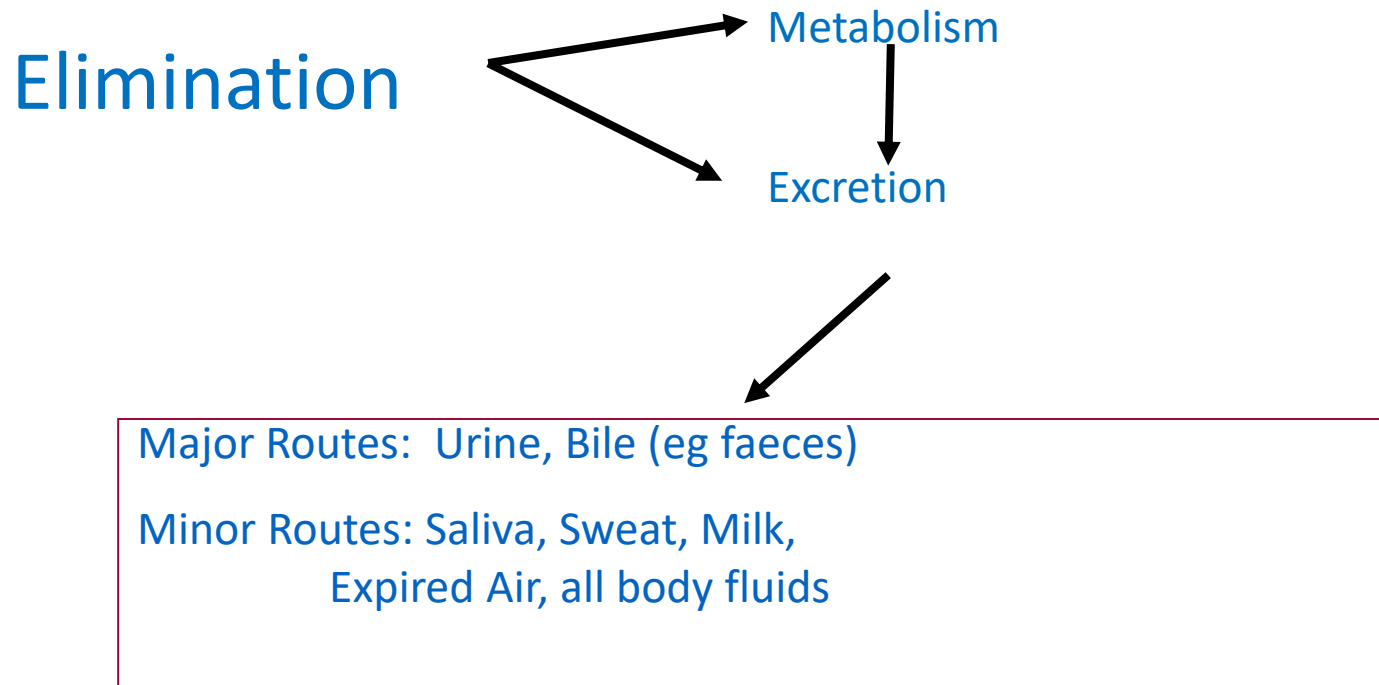 Elimination
Metabolism
Excretion
Major Routes: Urine, Bile (eg faeces)
Minor Routes: Saliva, Sweat, Milk,
Expired Air, all body fluids